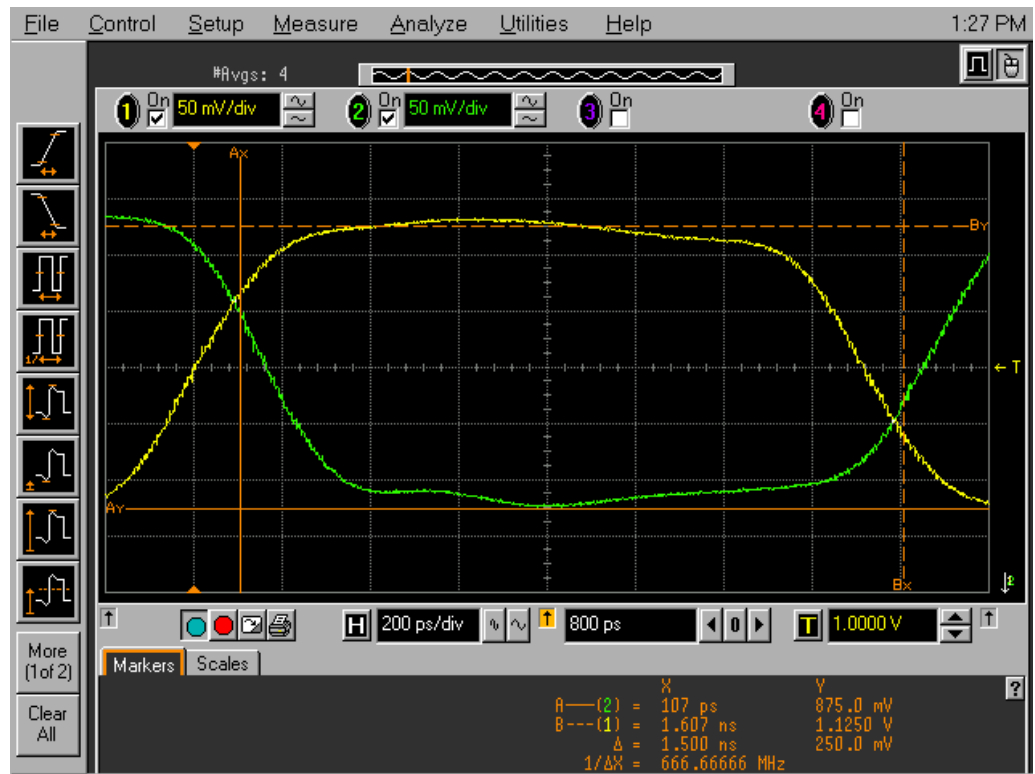 File Control Setup Measure Analyze Utilities Help 1:27 PM
#Avgs: 4
1 On 50 mV/div 2 On 50 mV/div 3 On 4 On
Ax
By
← T
Ay
Bx
2
H 200 ps/div 800 ps 0 T 1.0000 V
1/
More
(1of 2)
Clear
All
Markers Scales
?
X Y
A——(2) = 107 ps 875.0 mV
B---(1) = 1.607 ns 1.1250 V
Δ = 1.500 ns 250.0 mV
1/ΔX = 666.66666 MHz